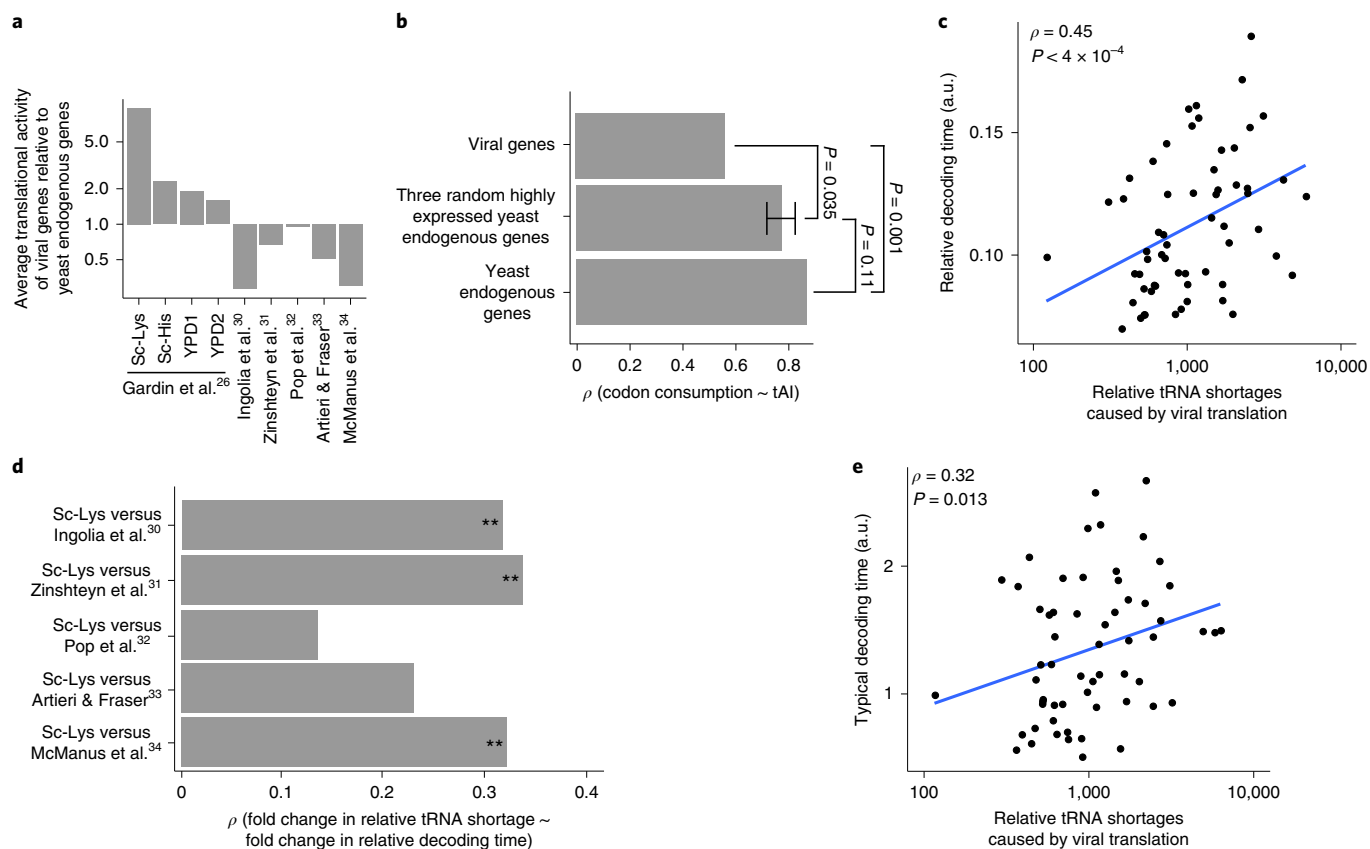 a
Average translational activity
of viral genes relative to
yeast endogenous genes
5.0
2.0
1.0
0.5
Sc-Lys
Sc-His
YPD1
YPD2
Ingolia et al.30
Zinshteyn et al.31
Pop et al.32
Artieri & Fraser33
McManus et al.34
Gardin et al.26
b
Viral genes
Three random highly
expressed yeast
endogenous genes
Yeast
endogenous
genes
P = 0.035
P = 0.11
P = 0.001
0 0.2 0.4 0.6 0.8
ρ (codon consumption ~ tAI)
c
ρ = 0.45
P < 4 × 10−4
Relative decoding time (a.u.)
0.15
0.10
100 1,000 10,000
Relative tRNA shortages
caused by viral translation
d
Sc-Lys versus
Ingolia et al.30
**
Sc-Lys versus
Zinshteyn et al.31
**
Sc-Lys versus
Pop et al.32
Sc-Lys versus
Artieri & Fraser33
Sc-Lys versus
McManus et al.34
**
0 0.1 0.2 0.3 0.4
ρ (fold change in relative tRNA shortage ~
fold change in relative decoding time)
e
ρ = 0.32
P = 0.013
Typical decoding time (a.u.)
2
1
100 1,000 10,000
Relative tRNA shortages
caused by viral translation